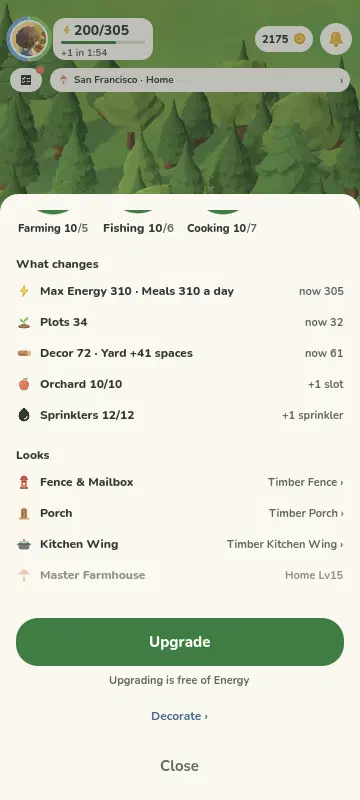 200/305
+1 in 1:54
2175
San Francisco · Home ›
Farming 10/5 Fishing 10/6 Cooking 10/7
What changes
Max Energy 310 · Meals 310 a day now 305
Plots 34 now 32
Decor 72 · Yard +41 spaces now 61
Orchard 10/10 +1 slot
Sprinklers 12/12 +1 sprinkler
Looks
Fence & Mailbox Timber Fence ›
Porch Timber Porch ›
Kitchen Wing Timber Kitchen Wing ›
Master Farmhouse Home Lv15
Upgrade
Upgrading is free of Energy
Decorate ›
Close